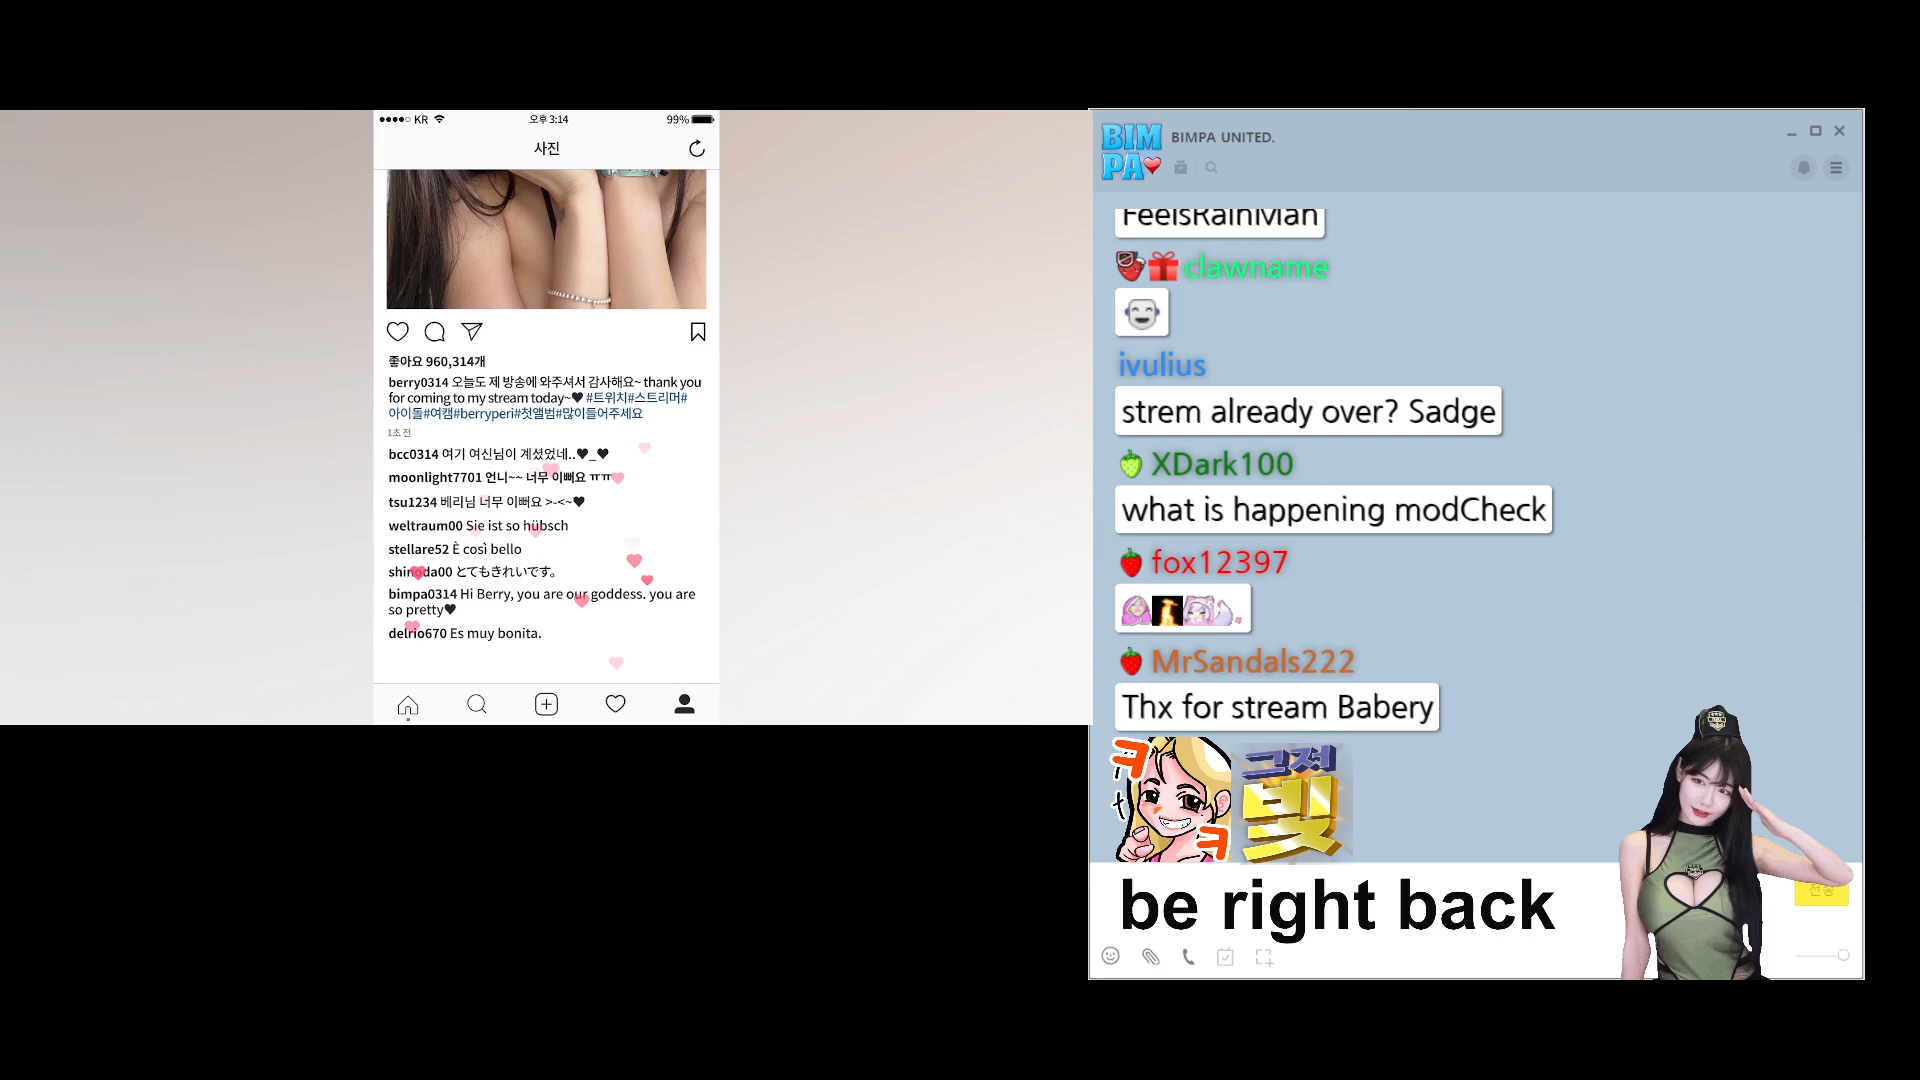 KR
오후 3:14
99%
사진
좋아요 960,314개
berry0314 오늘도 제 방송에 와주셔서 감사해요~ thank you
for coming to my stream today~♥ #트위치#스트리머#
아이돌#여캠#berryperi#첫앨범#많이들어주세요
1초 전
bcc0314 여기 여신님이 계셨었네..♥_♥
moonlight7701 언니~~ 너무 이뻐요 ㅠㅠ
tsu1234 베리님 너무 이뻐요 >-<~♥
weltraum00 Sie ist so hübsch
stellare52 È così bello
shinoda00 とてもきれいです。
bimpa0314 Hi Berry, you are our goddess. you are
so pretty♥
delrio670 Es muy bonita.
BIM
PA
BIMPA UNITED.
FeelsRainMan
clawname
ivulius
strem already over? Sadge
XDark100
what is happening modCheck
fox12397
MrSandals222
Thx for stream Babery
ㅋ
ㅋ
그저
빛
be right back
전송